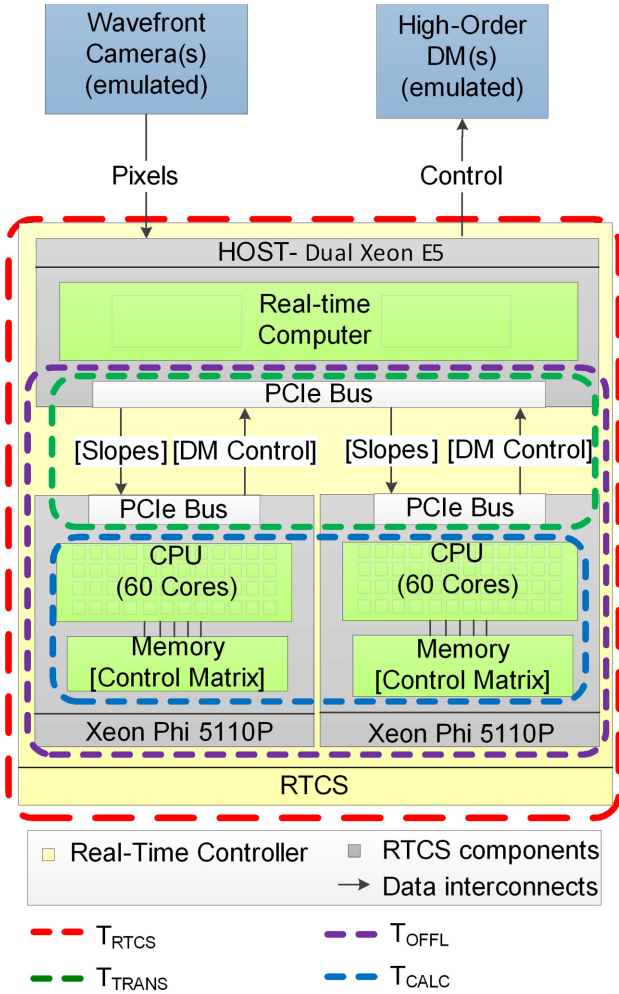 Wavefront
Camera(s)
(emulated)
High-Order
DM(s)
(emulated)
Pixels
Control
HOST- Dual Xeon E5
Real-time
Computer
PCIe Bus
[Slopes]
[DM Control]
[Slopes]
[DM Control]
PCIe Bus
PCIe Bus
CPU
(60 Cores)
CPU
(60 Cores)
Memory
[Control Matrix]
Memory
[Control Matrix]
Xeon Phi 5110P
Xeon Phi 5110P
RTCS
Real-Time Controller
RTCS components
Data interconnects
TRTCS
TOFFL
TTRANS
TCALC